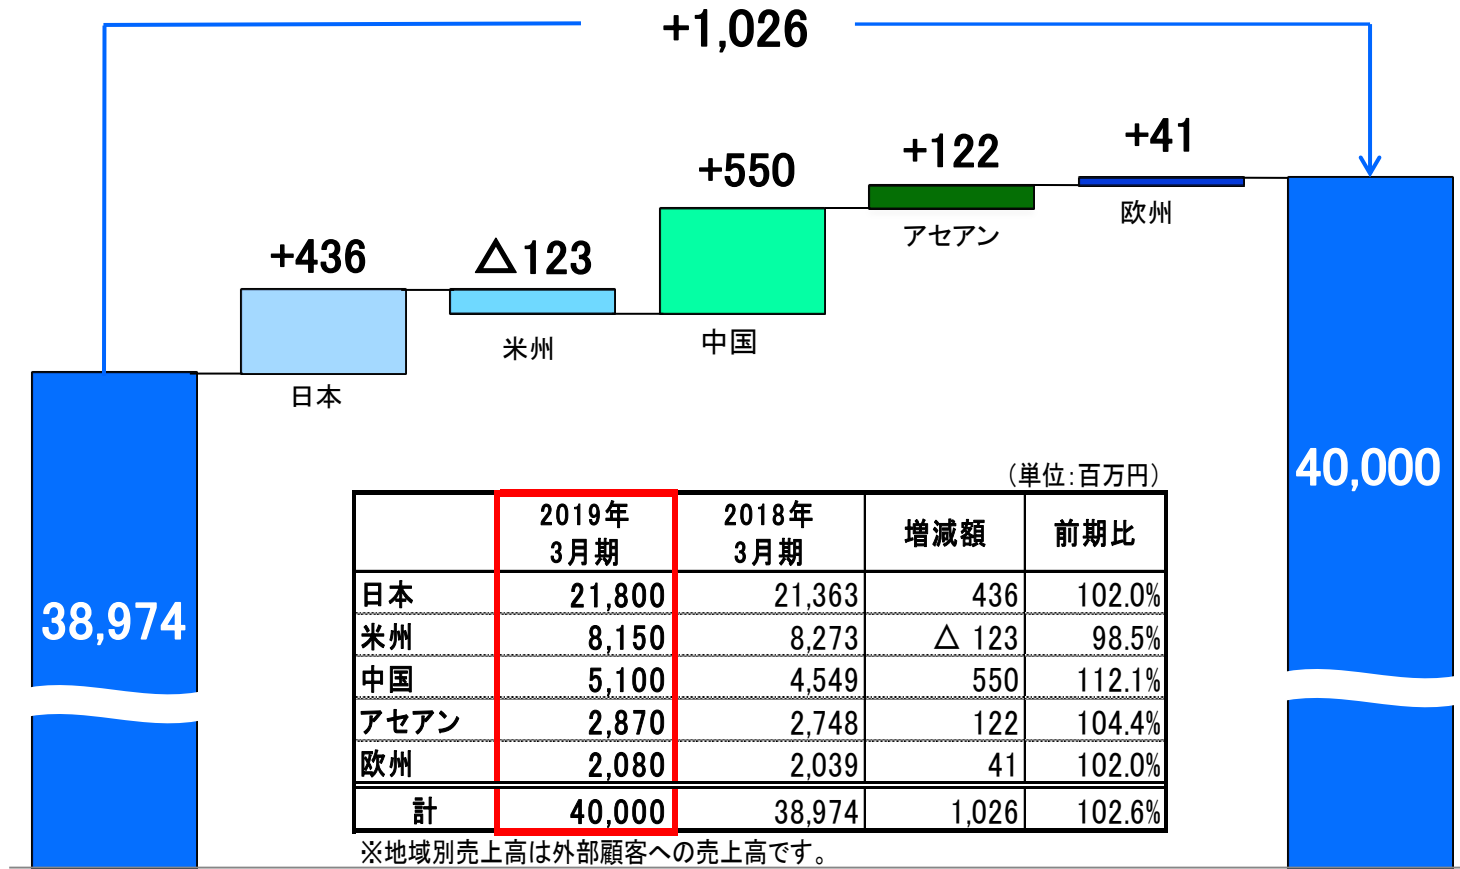 +1,026
+41
+122
+550
欧州
アセアン
+436
△123
中国
米州
日本
38,974
40,000
（単位：百万円）
2019年 2018年
3月期 3月期 増減額 前期比
日本 21,800 21,363 436 102.0%
米州 8,150 8,273 △ 123 98.5%
中国 5,100 4,549 550 112.1%
アセアン 2,870 2,748 122 104.4%
欧州 2,080 2,039 41 102.0%
計 40,000 38,974 1,026 102.6%
※地域別売上高は外部顧客への売上高です。